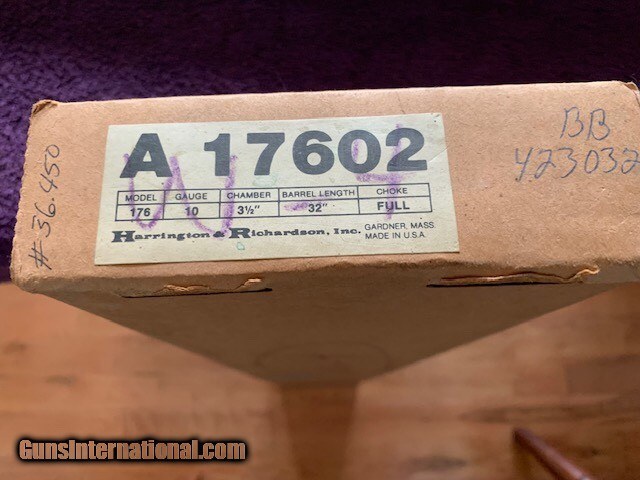 A 17602
MODEL GAUGE CHAMBER BARREL LENGTH CHOKE
176 10 3½" 32" FULL
Harrington & Richardson, Inc. GARDNER, MASS.
MADE IN U.S.A.
#56.450
BB
423032
GunsInternational.com